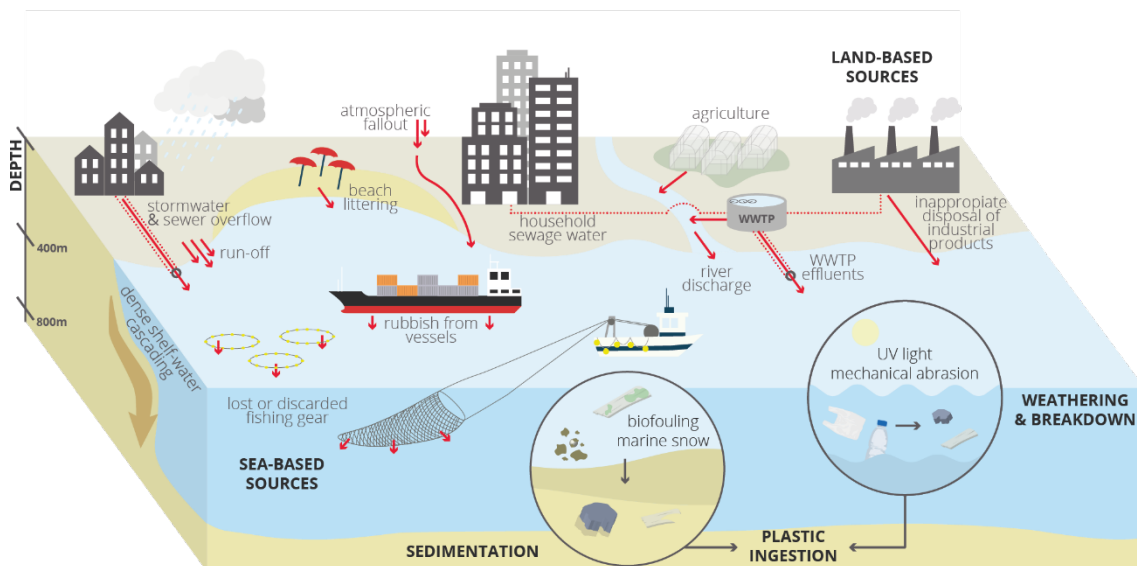 LAND-BASED
SOURCES
atmospheric
fallout
agriculture
DEPTH
stormwater
& sewer overflow
beach
littering
household
sewage water
WWTP
inappropiate
disposal of
industrial
products
run-off
400m
river
discharge
WWTP
effluents
800m
dense shelf-water
cascading
rubbish from
vessels
UV light
mechanical abrasion
lost or discarded
fishing gear
biofouling
marine snow
WEATHERING
& BREAKDOWN
SEA-BASED
SOURCES
SEDIMENTATION
PLASTIC
INGESTION